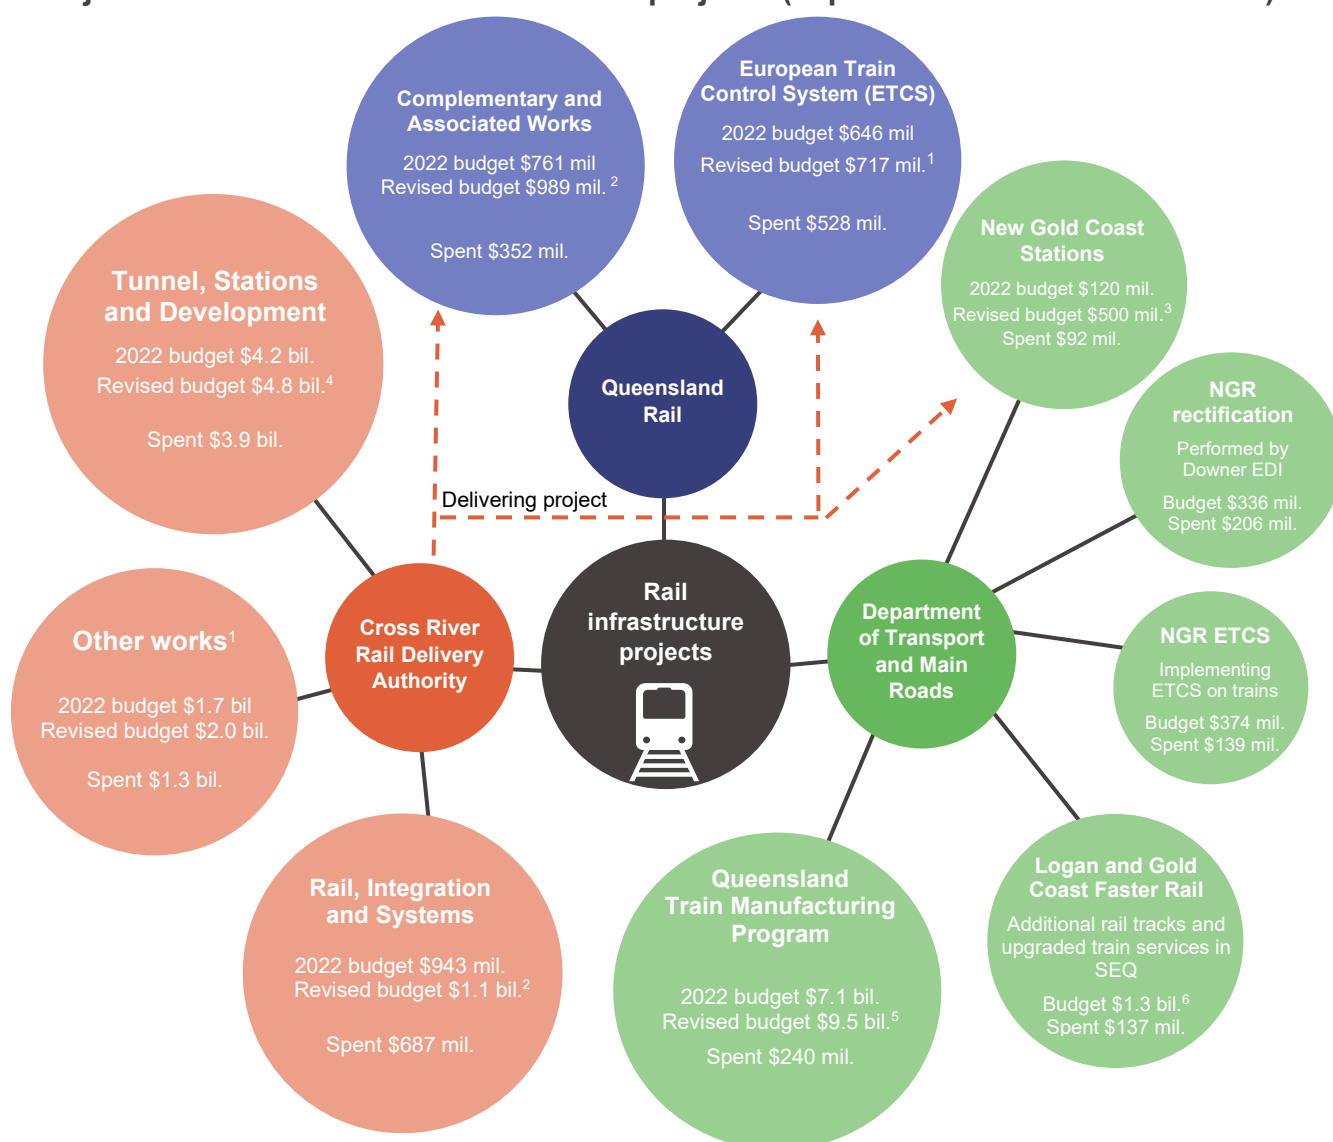 Complementary and
Associated Works
2022 budget $761 mil
Revised budget $989 mil. 2
Spent $352 mil.
European Train
Control System (ETCS)
2022 budget $646 mil
Revised budget $717 mil.1
Spent $528 mil.
New Gold Coast
Stations
2022 budget $120 mil.
Revised budget $500 mil.3
Spent $92 mil.
Tunnel, Stations
and Development
2022 budget $4.2 bil.
Revised budget $4.8 bil.4
Spent $3.9 bil.
Queensland
Rail
NGR
rectification
Performed by
Downer EDI
Budget $336 mil.
Spent $206 mil.
Delivering project
Rail
infrastructure
projects
Cross River
Rail Delivery
Authority
Department
of Transport
and Main
Roads
Other works1
2022 budget $1.7 bil
Revised budget $2.0 bil.
Spent $1.3 bil.
NGR ETCS
Implementing
ETCS on trains
Budget $374 mil.
Spent $139 mil.
Rail, Integration
and Systems
2022 budget $943 mil.
Revised budget $1.1 bil.2
Spent $687 mil.
Queensland
Train Manufacturing
Program
2022 budget $7.1 bil.
Revised budget $9.5 bil.5
Spent $240 mil.
Logan and Gold
Coast Faster Rail
Additional rail tracks and
upgraded train services in
SEQ
Budget $1.3 bil.6
Spent $137 mil.